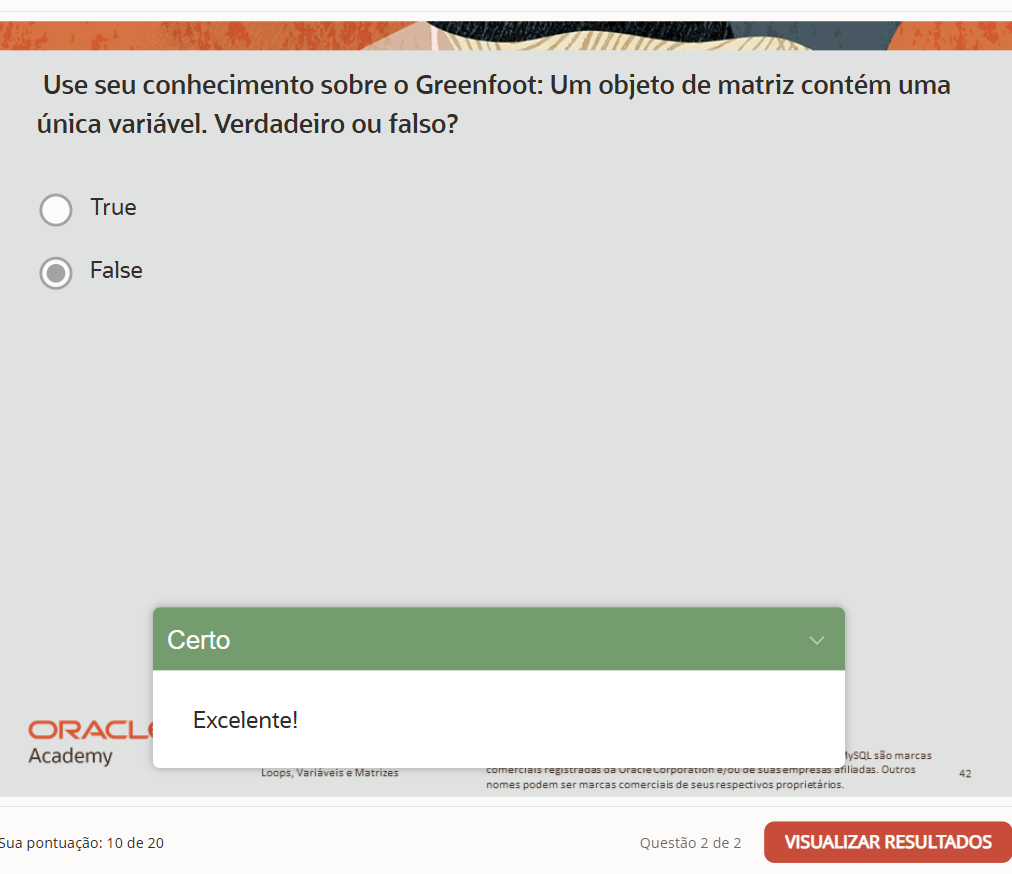 Use seu conhecimento sobre o Greenfoot: Um objeto de matriz contém uma
única variável. Verdadeiro ou falso?
True
False
Certo
Excelente!
ORACLE
Academy
Loops, Variáveis e Matrizes
MySQL são marcas
comerciais registradas da Oracle Corporation e/ou de suas empresas afiliadas. Outros
nomes podem ser marcas comerciais de seus respectivos proprietários.
42
Sua pontuação: 10 de 20
Questão 2 de 2
VISUALIZAR RESULTADOS